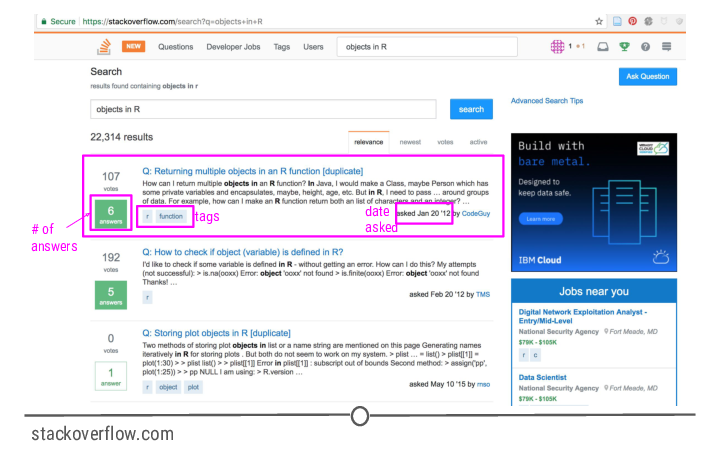 Secure | https://stackoverflow.com/search?q=objects+in+R
NEW Questions Developer Jobs Tags Users objects in R 1 •1
Search
results found containing objects in r
Ask Question
objects in R search
Advanced Search Tips
22,314 results
relevance newest votes active
107
votes
6
answers
Q: Returning multiple objects in an R function [duplicate]
How can I return multiple objects in an R function? In Java, I would make a Class, maybe Person which has
some private variables and encapsulates, maybe, height, age, etc. But in R, I need to pass ... around groups
of data. For example, how can I make an R function return both an list of characters and an integer? ...
r function
tags
date
asked
asked Jan 20 '12 by CodeGuy
# of
answers
192
votes
5
answers
Q: How to check if object (variable) is defined in R?
I'd like to check if some variable is defined in R - without getting an error. How can I do this? My attempts
(not successful): > is.na(ooxx) Error: object 'ooxx' not found > is.finite(ooxx) Error: object 'ooxx' not found
Thanks! ...
r
asked Feb 20 '12 by TMS
0
votes
1
answer
Q: Storing plot objects in R [duplicate]
Two methods of storing plot objects in list or a name string are mentioned on this page Generating names
iteratively in R for storing plots . But both do not seem to work on my system. > plist ... = list() > plist[[1]] =
plot(1:30) > > plist list() > > plist[[1]] Error in plist[[1]] : subscript out of bounds Second method: > assign('pp',
plot(1:25)) > > pp NULL I am using: > R.version ...
r object plot
asked May 10 '15 by rnso
Build with
bare metal.
Designed to
keep data safe.
Learn more
IBM Cloud
Jobs near you
Digital Network Exploitation Analyst -
Entry/Mid-Level
National Security Agency Fort Meade, MD
$79K - $105K
r c
Data Scientist
National Security Agency Fort Meade, MD
$79K - $105K
stackoverflow.com